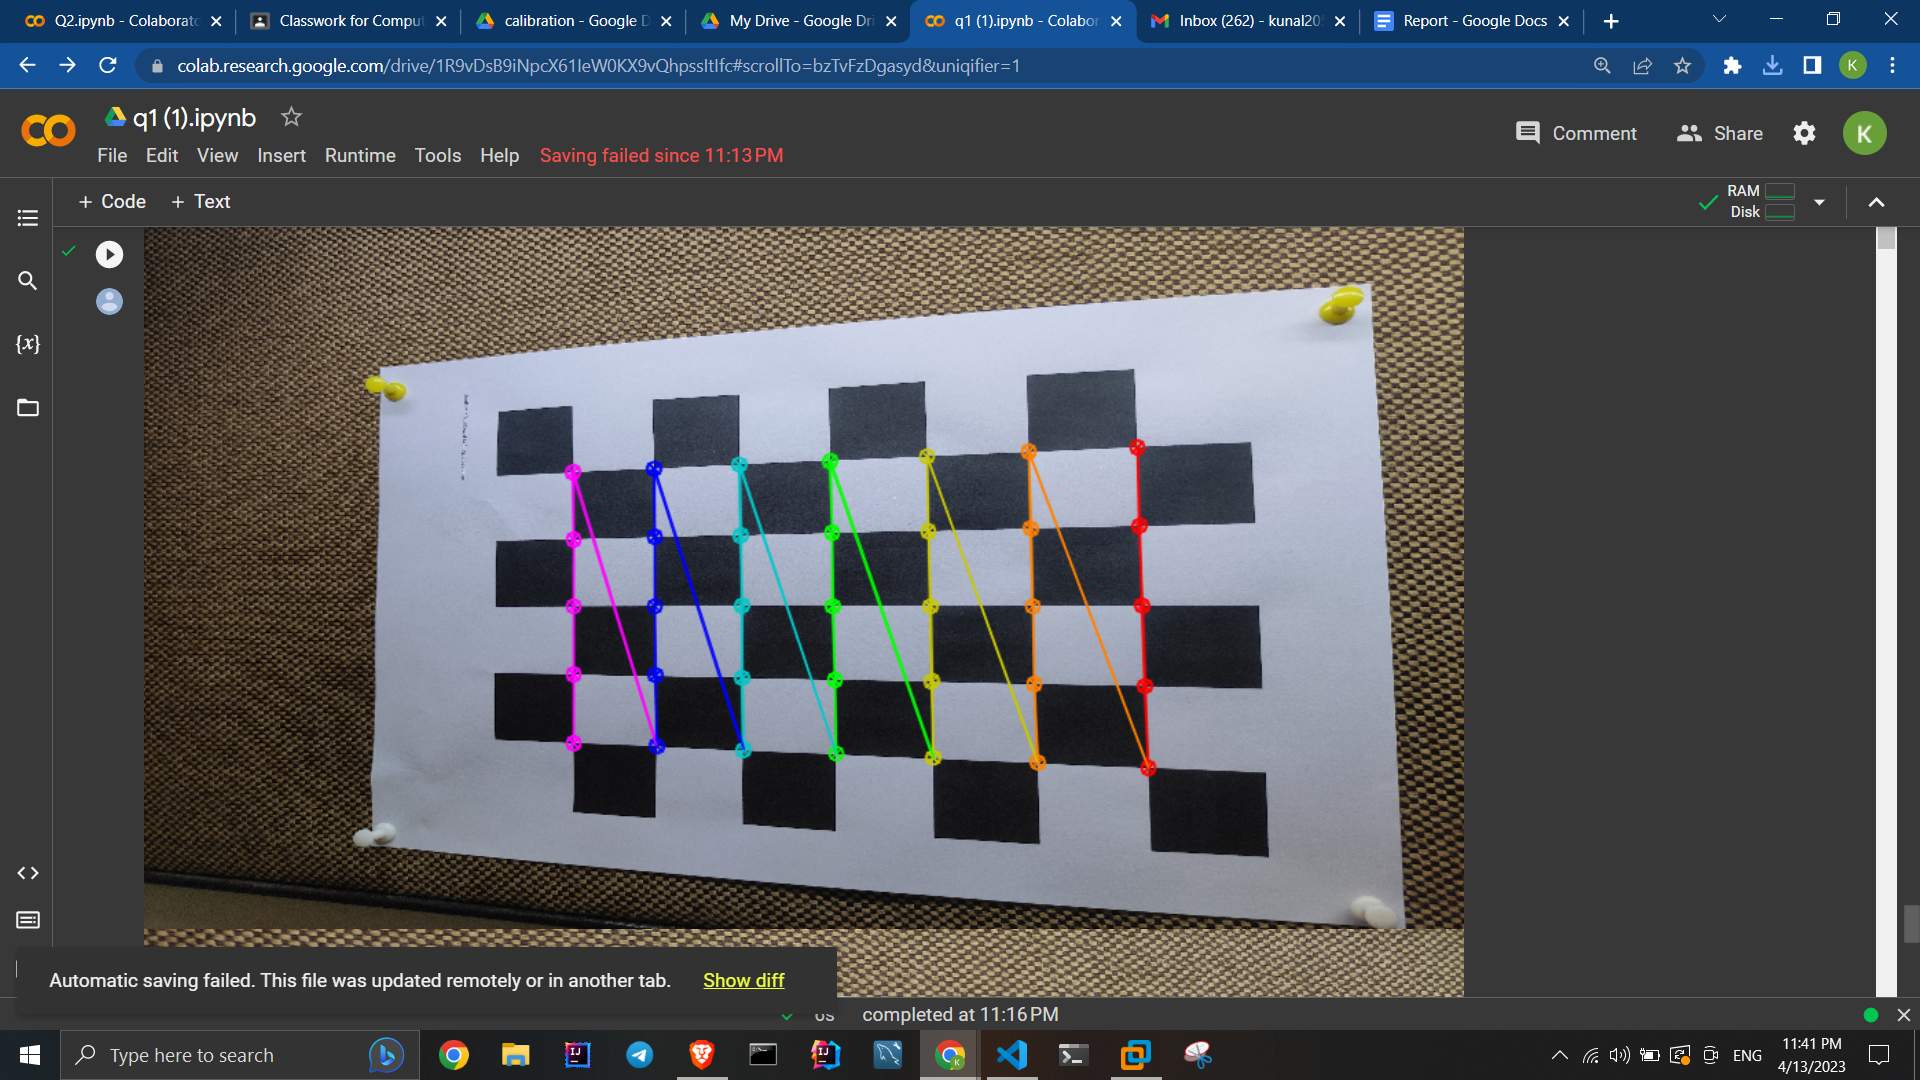 Q2.ipynb - Colaborato
Classwork for Comput
calibration - Google D
My Drive - Google Dri
q1 (1).ipynb - Colabor
Inbox (262) - kunal205
Report - Google Docs
colab.research.google.com/drive/1R9vDsB9iNpcX61IeW0KX9vQhpssItIfc#scrollTo=bzTvFzDgasyd&uniqifier=1
K
q1 (1).ipynb
Comment
Share
K
File
Edit
View
Insert
Runtime
Tools
Help
Saving failed since 11:13 PM
+ Code
+ Text
RAM
Disk
{x}
Automatic saving failed. This file was updated remotely or in another tab.
Show diff
0s
completed at 11:16 PM
Type here to search
ENG
11:41 PM
4/13/2023